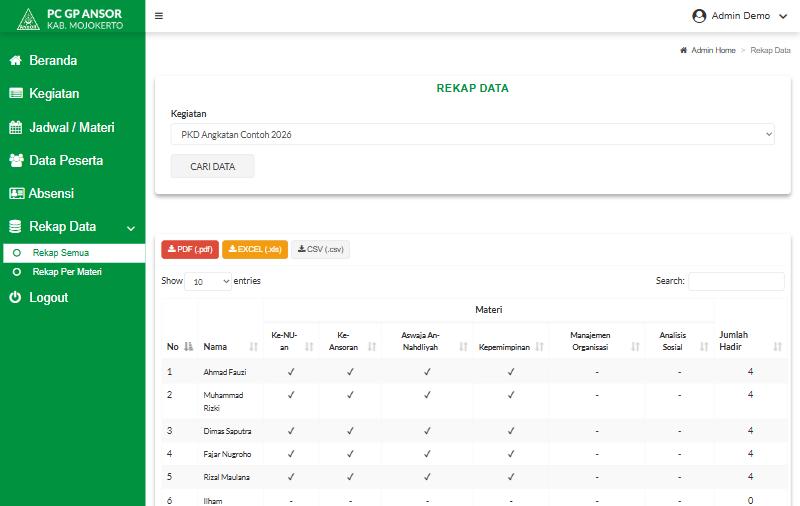 PC GP ANSOR
KAB. MOJOKERTO
ANSOR
Admin Demo
Beranda
Kegiatan
Jadwal / Materi
Data Peserta
Absensi
Rekap Data
Rekap Semua
Rekap Per Materi
Logout
Admin Home > Rekap Data
REKAP DATA
Kegiatan
PKD Angkatan Contoh 2026
CARI DATA
PDF (.pdf) EXCEL (.xls) CSV (.csv)
Show 10 entries Search:
Materi
No Nama Ke-NU-an Ke-Ansoran Aswaja An-Nahdliyah Kepemimpinan Manajemen Organisasi Analisis Sosial Jumlah Hadir
1 Ahmad Fauzi ✓ ✓ ✓ ✓ - - 4
2 Muhammad Rizki ✓ ✓ ✓ ✓ - - 4
3 Dimas Saputra ✓ ✓ ✓ ✓ - - 4
4 Fajar Nugroho ✓ ✓ ✓ ✓ - - 4
5 Rizal Maulana ✓ ✓ ✓ ✓ - - 4
6 Ilham - - - - - - 0